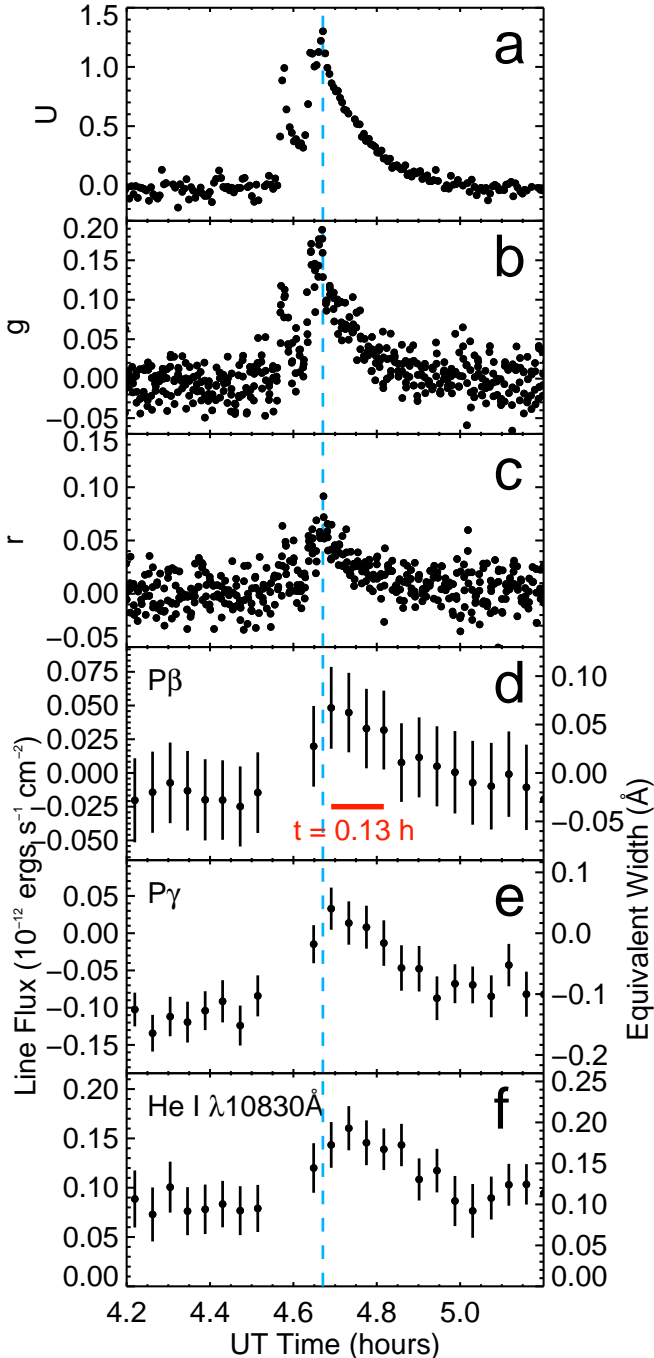 1.5
1.0
0.5
0.0
U
a
0.20
0.15
0.10
0.05
0.00
−0.05
g
b
0.15
0.10
0.05
0.00
−0.05
r
c
0.075
0.050
0.025
0.000
−0.025
−0.050
Pβ
d
t = 0.13 h
0.10
0.05
0.00
−0.05
0.05
0.00
−0.05
−0.10
−0.15
Pγ
e
0.1
0.0
−0.1
−0.2
Line Flux (10⁻¹² ergs s⁻¹ cm⁻²)
Equivalent Width (Å)
0.20
0.15
0.10
0.05
0.00
He I λ10830Å
f
0.25
0.20
0.15
0.10
0.05
0.00
4.2 4.4 4.6 4.8 5.0
UT Time (hours)